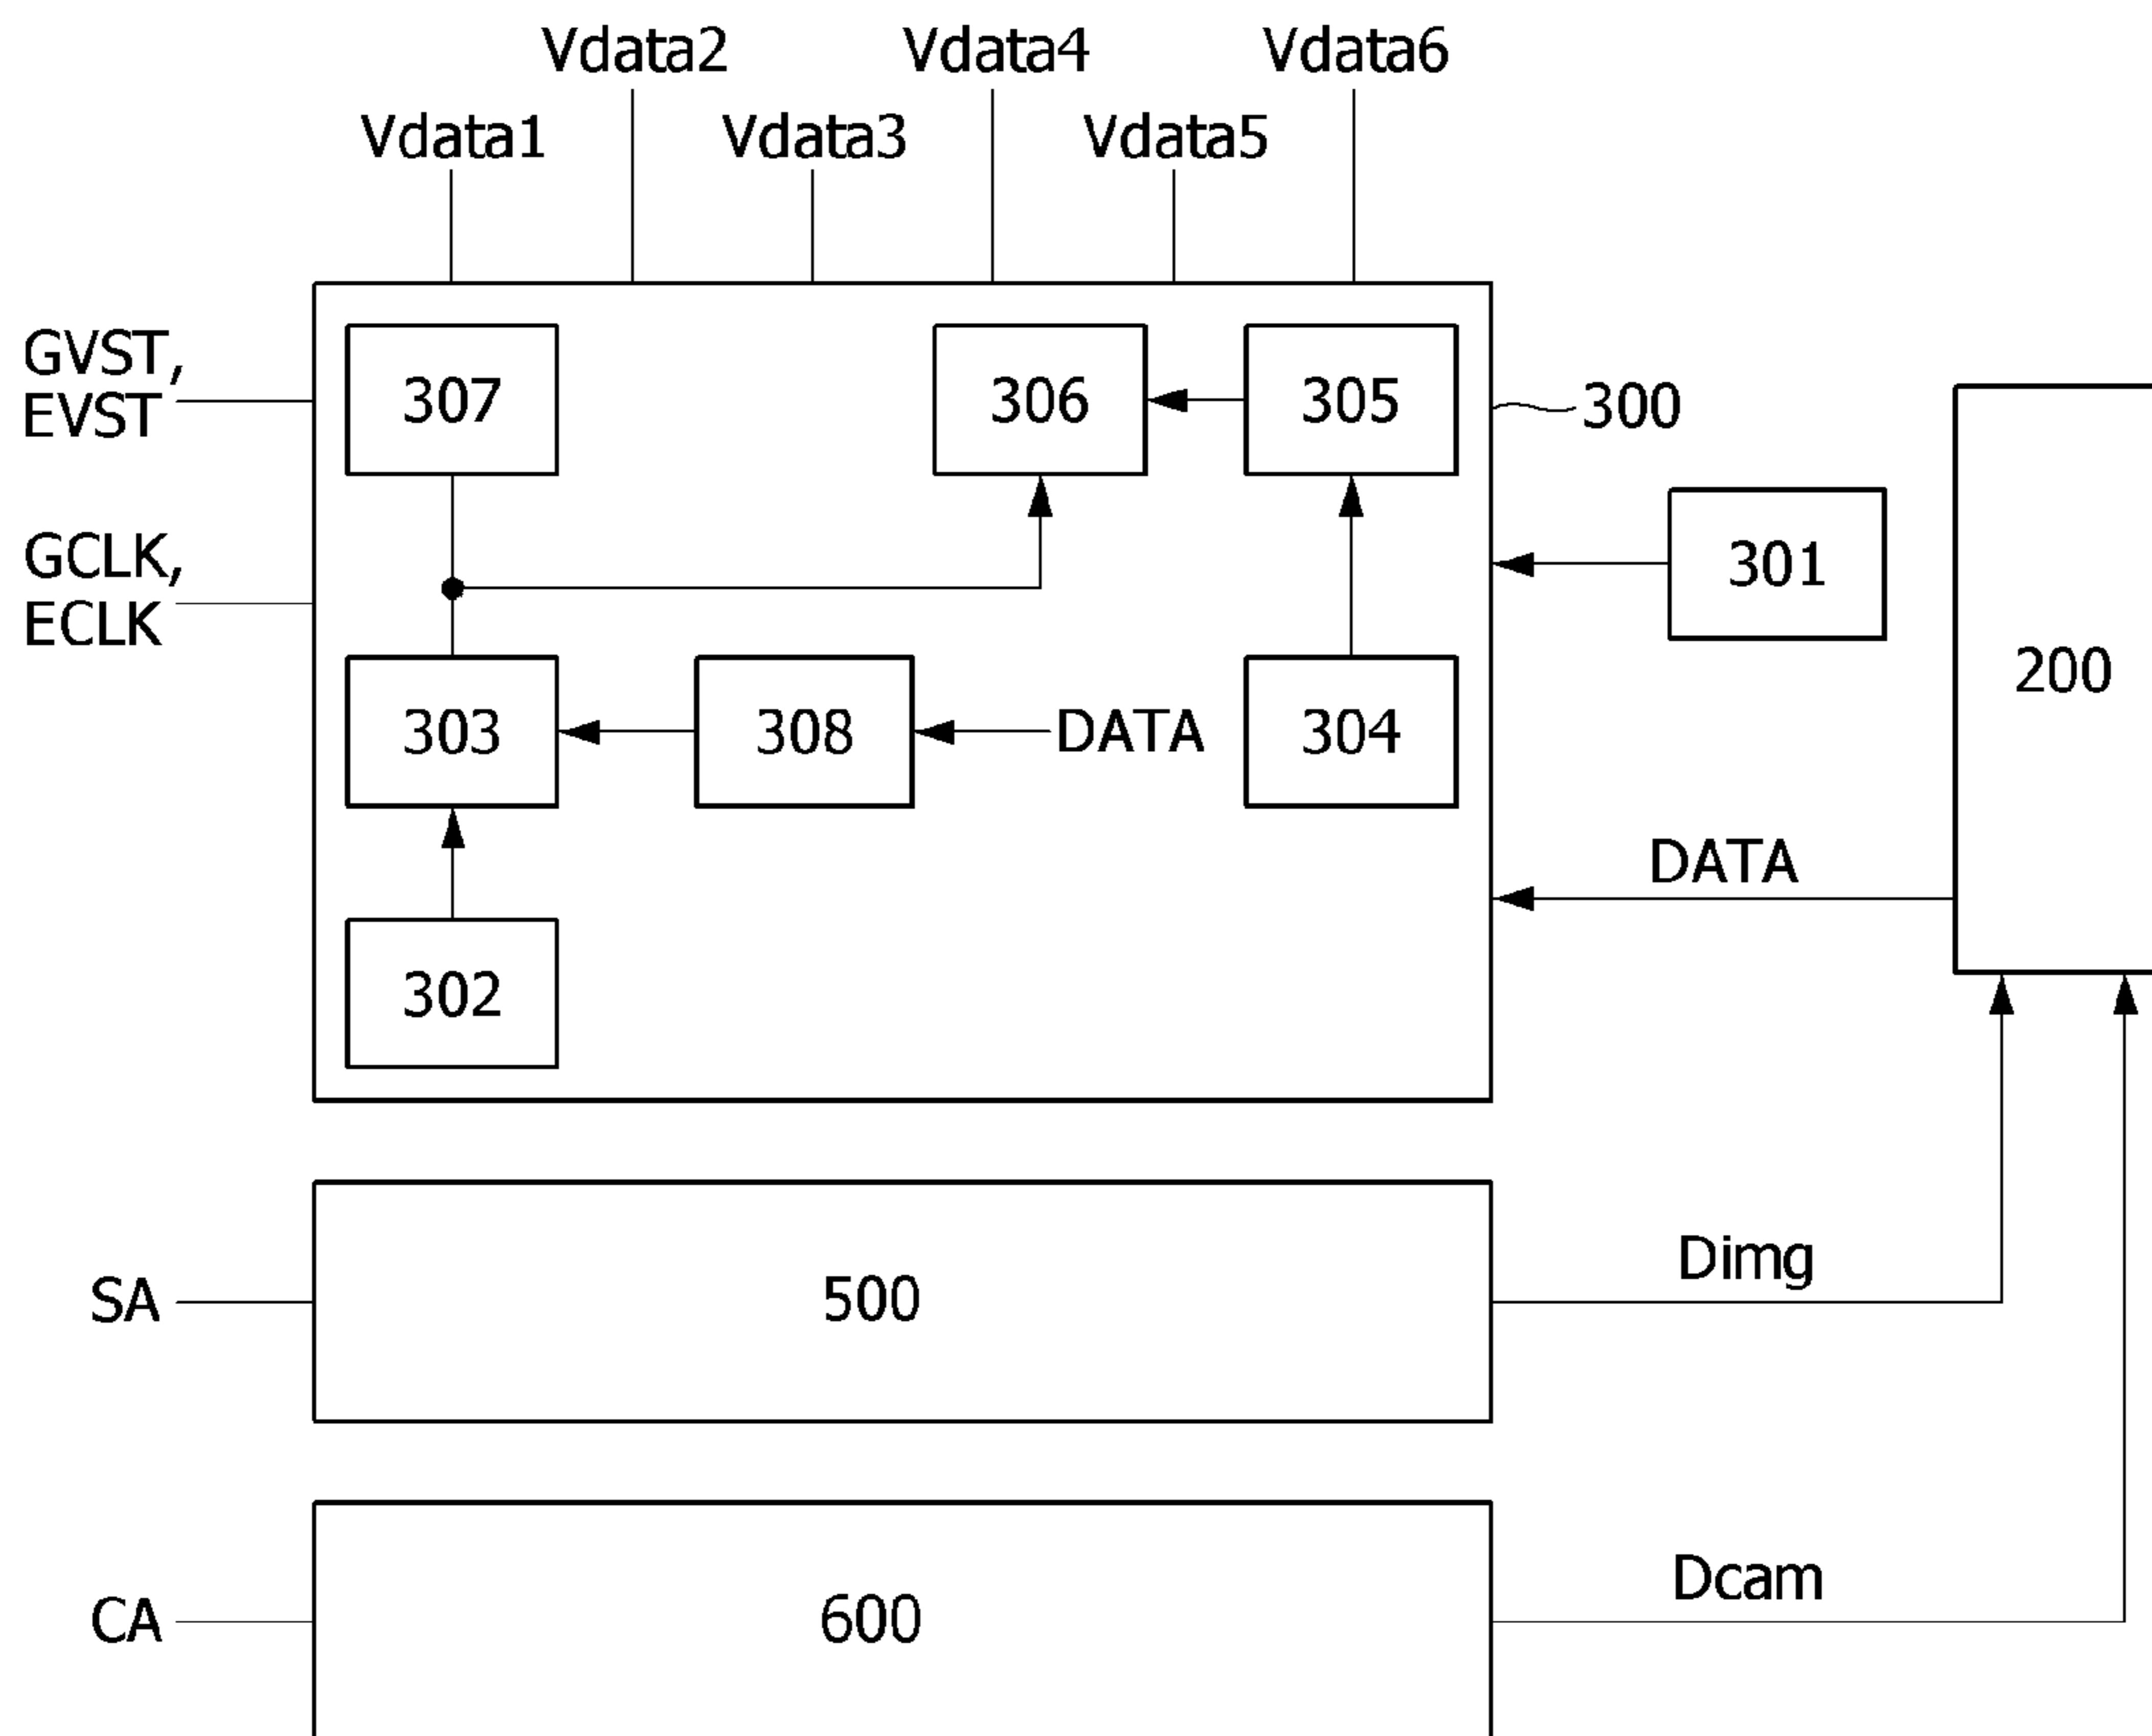 Vdata2 Vdata4 Vdata6
Vdata1 Vdata3 Vdata5
GVST,
EVST
307 306 305 300
GCLK,
ECLK
301
200
303 308 DATA 304
DATA
302
Dimg
SA 500
Dcam
CA 600